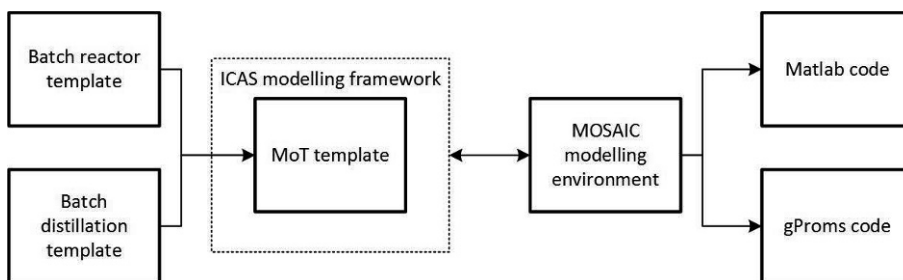 Batch reactor
template
Batch
distillation
template
ICAS modelling framework
MoT template
MOSAIC
modelling
environment
Matlab code
gProms code